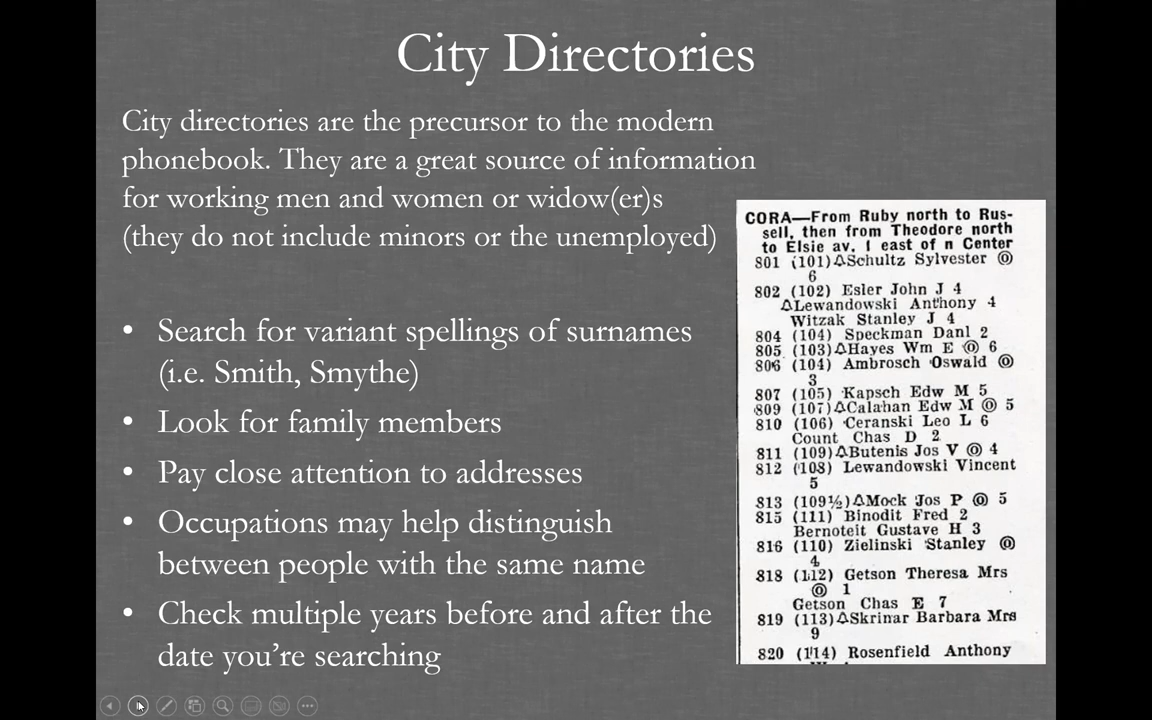 City Directories
City directories are the precursor to the modern
phonebook. They are a great source of information
for working men and women or widow(er)s
(they do not include minors or the unemployed)
• Search for variant spellings of surnames
(i.e. Smith, Smythe)
• Look for family members
• Pay close attention to addresses
• Occupations may help distinguish
between people with the same name
• Check multiple years before and after the
date you're searching
CORA—From Ruby north to Rus-
sell, then from Theodore north
to Elsie av, 1 east of n Center
801 (101)△Schultz Sylvester ◎
6
802 (102) Esler John J 4
△Lewandowski Anthony 4
Witzak Stanley J 4
804 (104) Speckman Danl 2
805 (103)△Hayes Wm E ◎ 6
806 (104) Ambrosch Oswald ◎
3
807 (105) Kapsch Edw M 5
809 (107)△Calahan Edw M ◎ 5
810 (106) Ceranski Leo L 6
Count Chas D 2
811 (109)△Butenis Jos V ◎ 4
812 (108) Lewandowski Vincent
5
813 (109½)△Mock Jos P ◎ 5
815 (111) Binodit Fred 2
Bernoteit Gustave H 3
816 (110) Zielinski Stanley ◎
4
818 (112) Getson Theresa Mrs
◎ 1
Getson Chas E 7
819 (113)△Skrinar Barbara Mrs
9
820 (114) Rosenfield Anthony